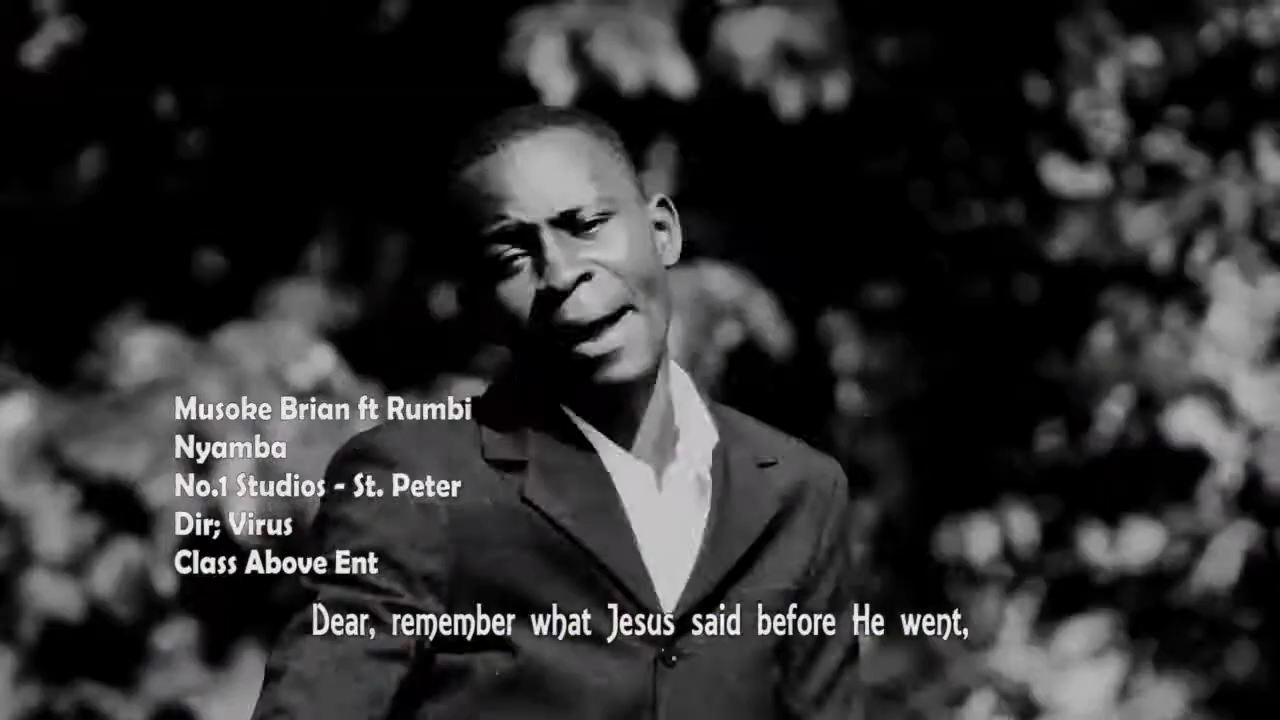 Musoke Brian ft Rumbi
Nyamba
No.1 Studios - St. Peter
Dir; Virus
Class Above Ent
Dear, remember what Jesus said before He went,